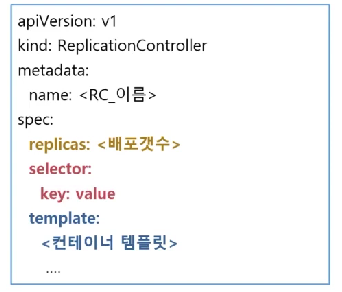 apiVersion: v1
kind: ReplicationController
metadata:
  name: <RC_이름>
spec:
  replicas: <배포갯수>
  selector:
    key: value
  template:
    <컨테이너 템플릿>
    ....